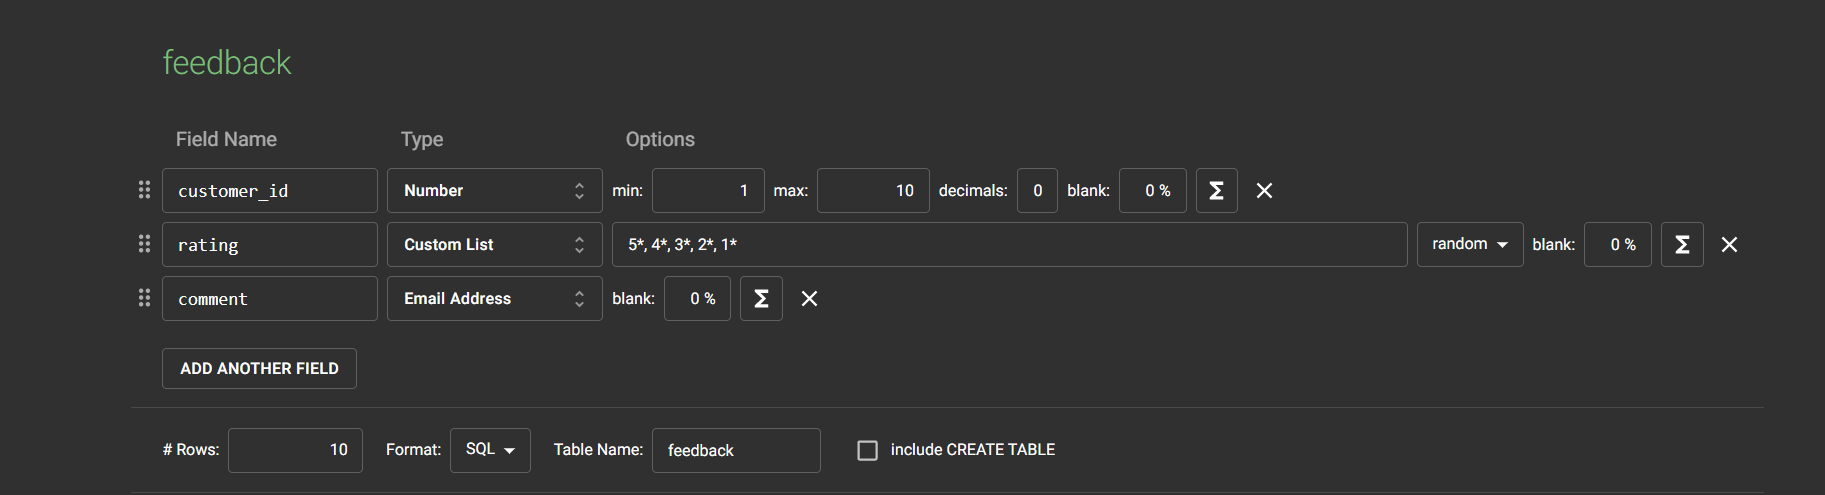 feedback
Field Name Type Options
customer_id Number min: 1 max: 10 decimals: 0 blank: 0 % Σ
rating Custom List 5*, 4*, 3*, 2*, 1* random blank: 0 % Σ
comment Email Address blank: 0 % Σ
ADD ANOTHER FIELD
# Rows: 10 Format: SQL Table Name: feedback include CREATE TABLE